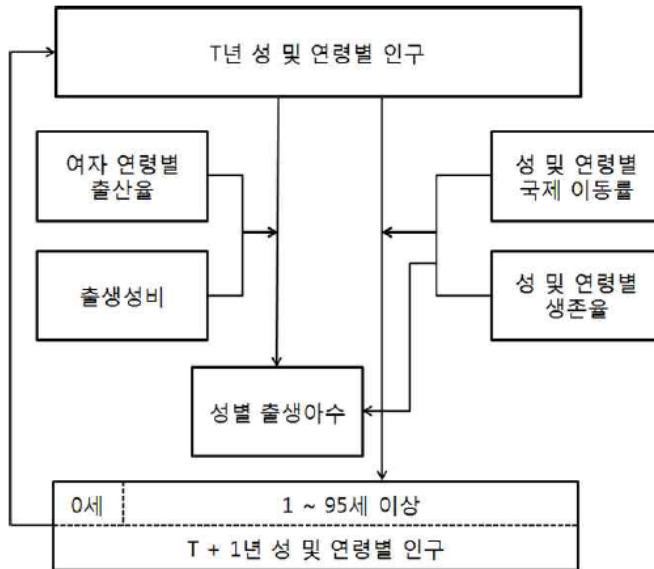 T년 성 및 연령별 인구
여자 연령별
출산율
성 및 연령별
국제 이동률
출생성비
성 및 연령별
생존율
성별 출생아수
0세
1 ~ 95세 이상
T + 1년 성 및 연령별 인구